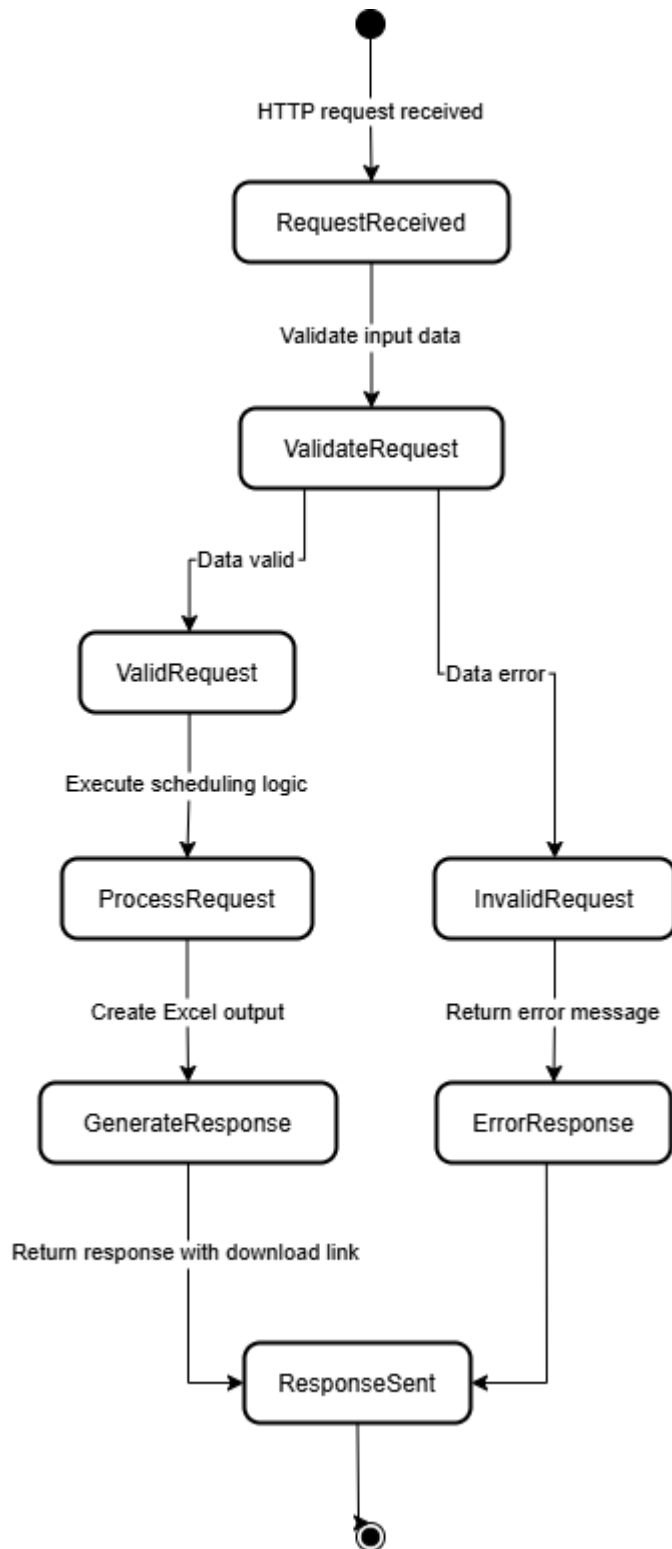 HTTP request received
RequestReceived
Validate input data
ValidateRequest
Data valid
ValidRequest
Data error
Execute scheduling logic
ProcessRequest
InvalidRequest
Create Excel output
Return error message
GenerateResponse
ErrorResponse
Return response with download link
ResponseSent